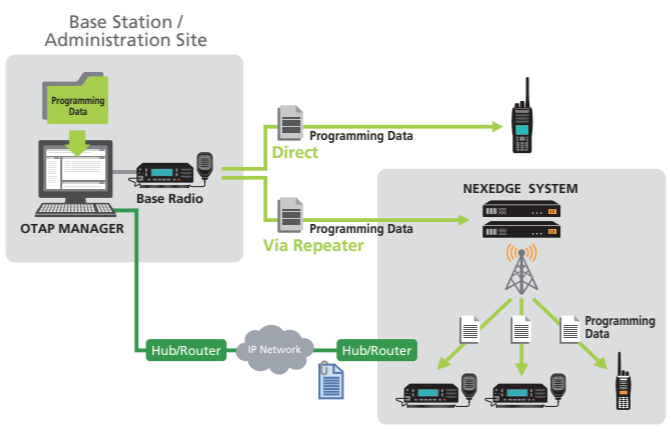 Base Station /
Administration Site
Programming
Data
OTAP MANAGER
Base Radio
Programming Data
Direct
Programming Data
Via Repeater
NEXEDGE SYSTEM
Programming
Data
Hub/Router
IP Network
Hub/Router